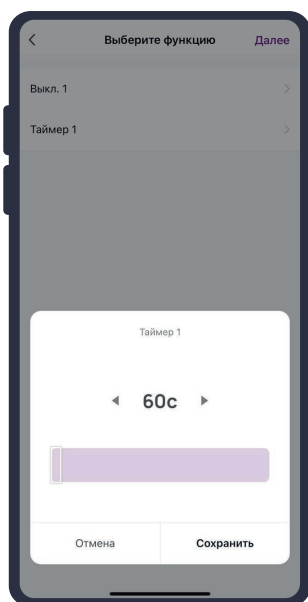 Выберите функцию
Далее
Выкл. 1
Таймер 1
Таймер 1
60с
Отмена
Сохранить